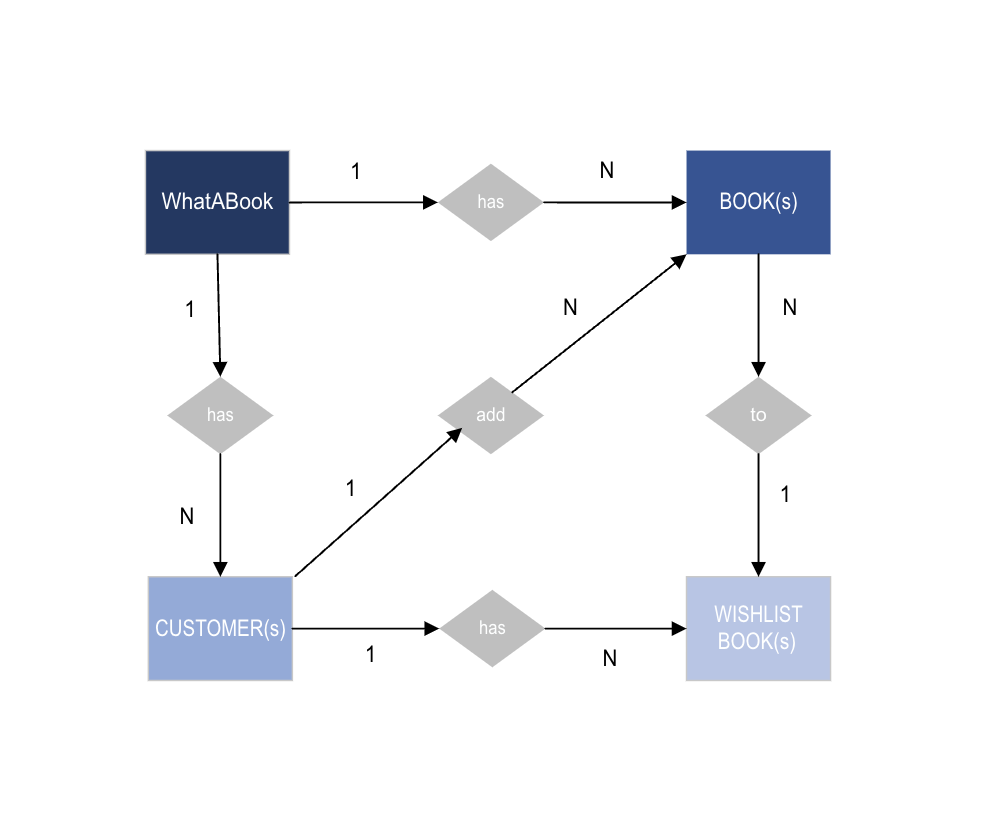 1
N
WhatABook
has
BOOK(s)
1
N
N
has
add
to
1
1
N
CUSTOMER(s)
has
WISHLIST
BOOK(s)
1
N